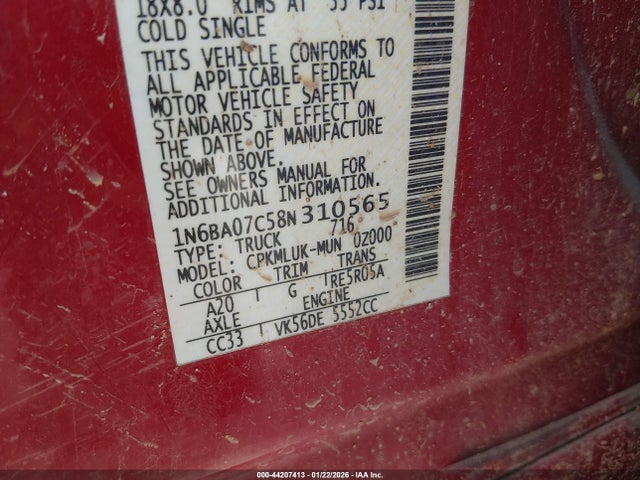 18X8.0 RIMS AT 35 PSI
COLD SINGLE
THIS VEHICLE CONFORMS TO
ALL APPLICABLE FEDERAL
MOTOR VEHICLE SAFETY
STANDARDS IN EFFECT ON
THE DATE OF MANUFACTURE
SHOWN ABOVE.
SEE OWNERS MANUAL FOR
ADDITIONAL INFORMATION.
1N6BA07C58N310565
TYPE: TRUCK 716
MODEL: CPKMLUK-MUN 0Z000
COLOR TRIM TRANS
A20 G RE5R05A
AXLE ENGINE
CC33 VK56DE 5552CC
000-44207413 - 01/22/2026 - IAA Inc.